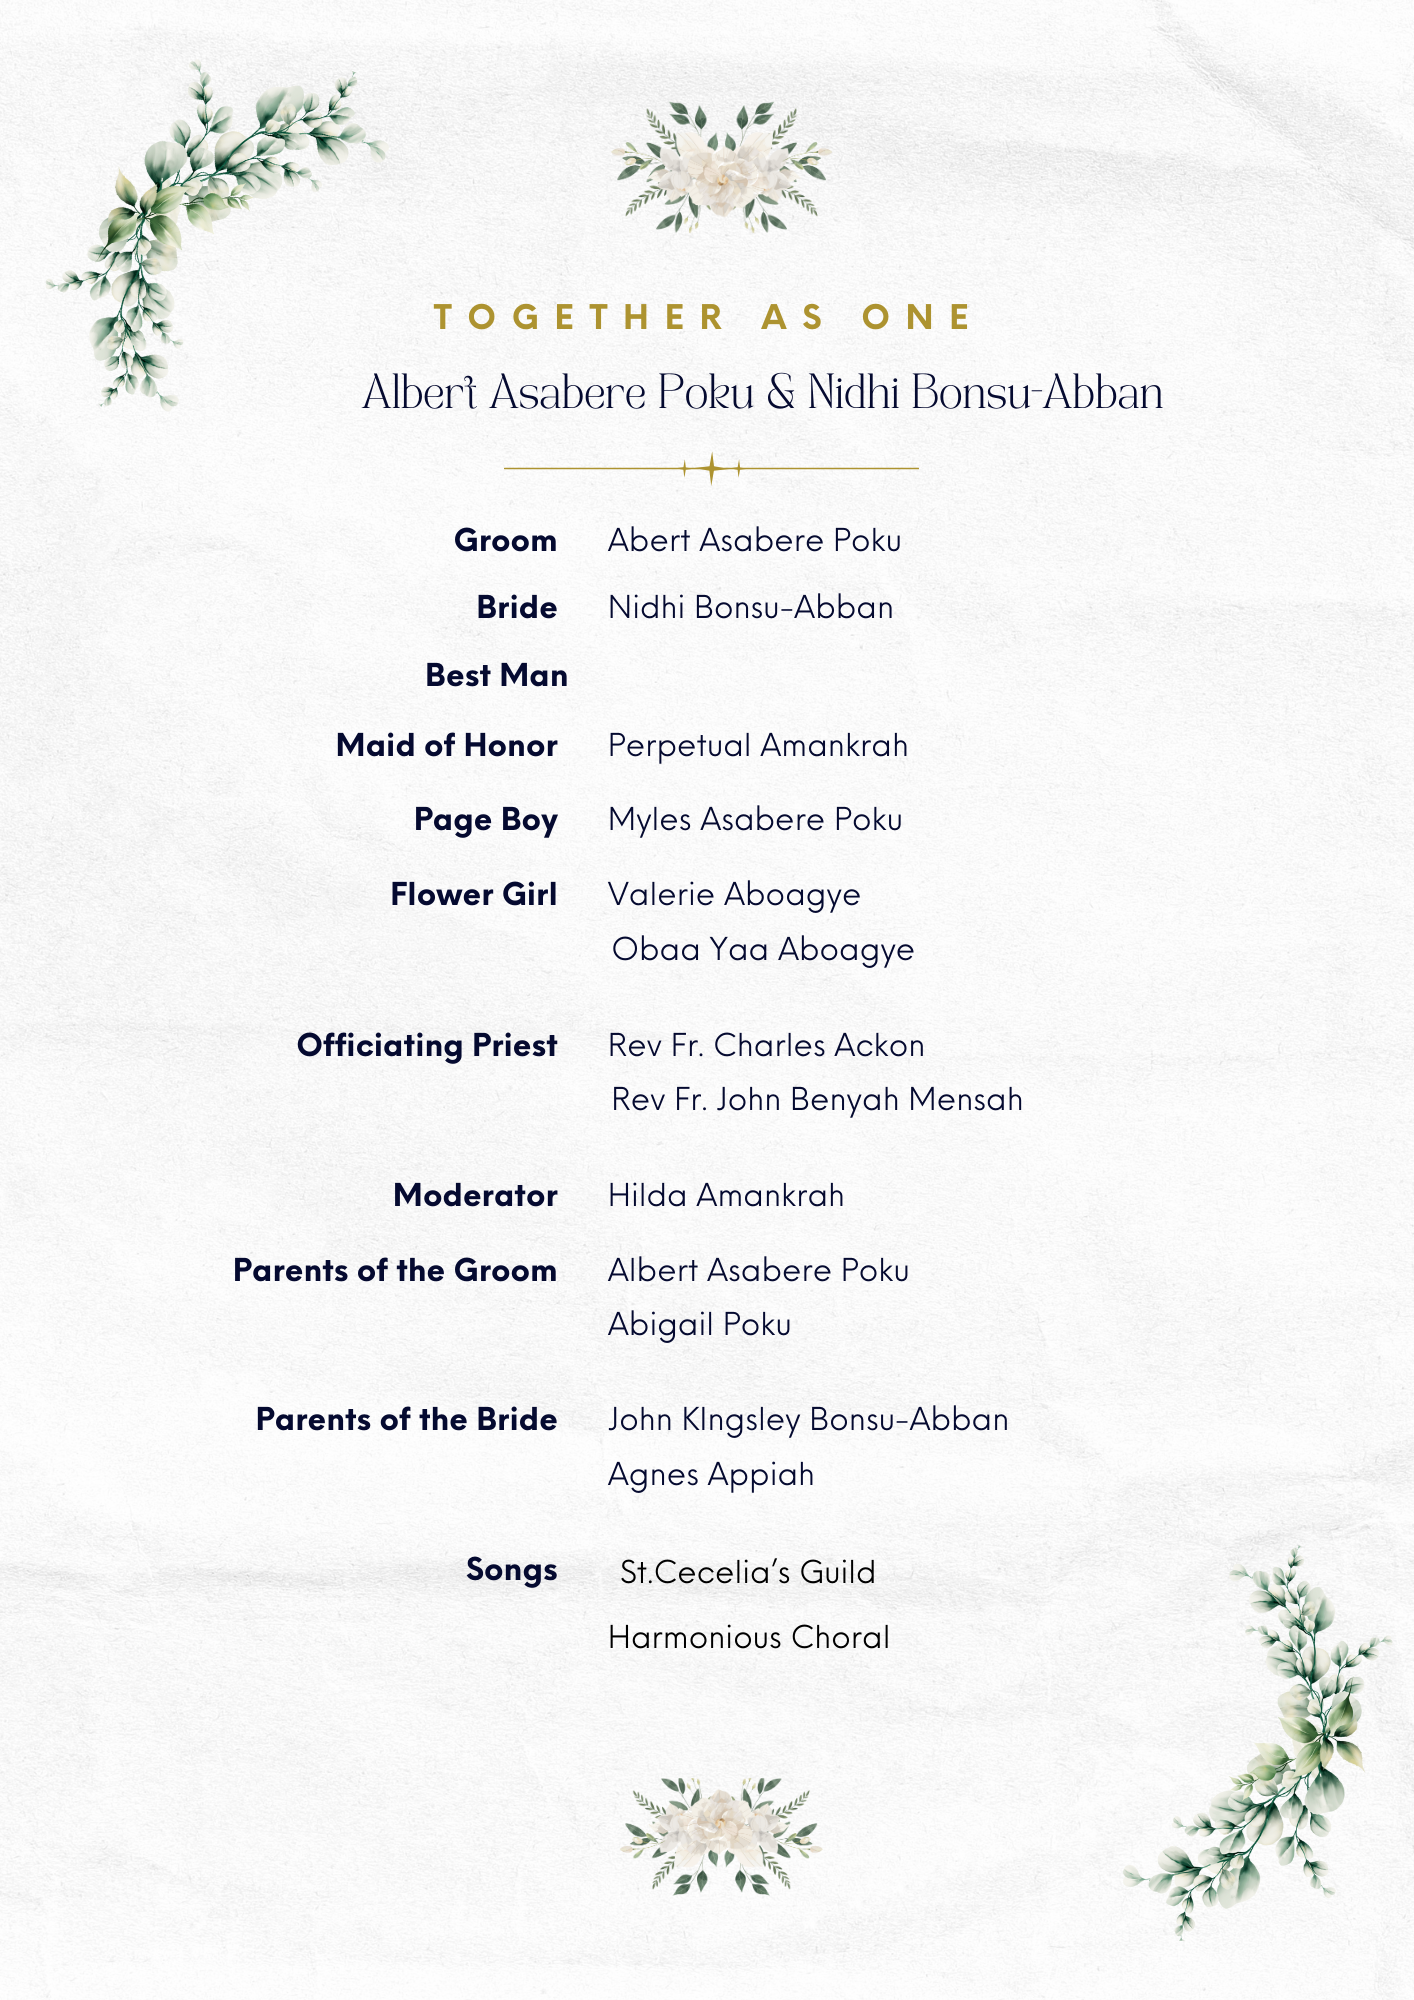 TOGETHER AS ONE
Albert Asabere Poku & Nidhi Bonsu-Abban
Groom Abert Asabere Poku
Bride Nidhi Bonsu-Abban
Best Man
Maid of Honor Perpetual Amankrah
Page Boy Myles Asabere Poku
Flower Girl Valerie Aboagye
Obaa Yaa Aboagye
Officiating Priest Rev Fr. Charles Ackon
Rev Fr. John Benyah Mensah
Moderator Hilda Amankrah
Parents of the Groom Albert Asabere Poku
Abigail Poku
Parents of the Bride John KIngsley Bonsu-Abban
Agnes Appiah
Songs St.Cecelia’s Guild
Harmonious Choral